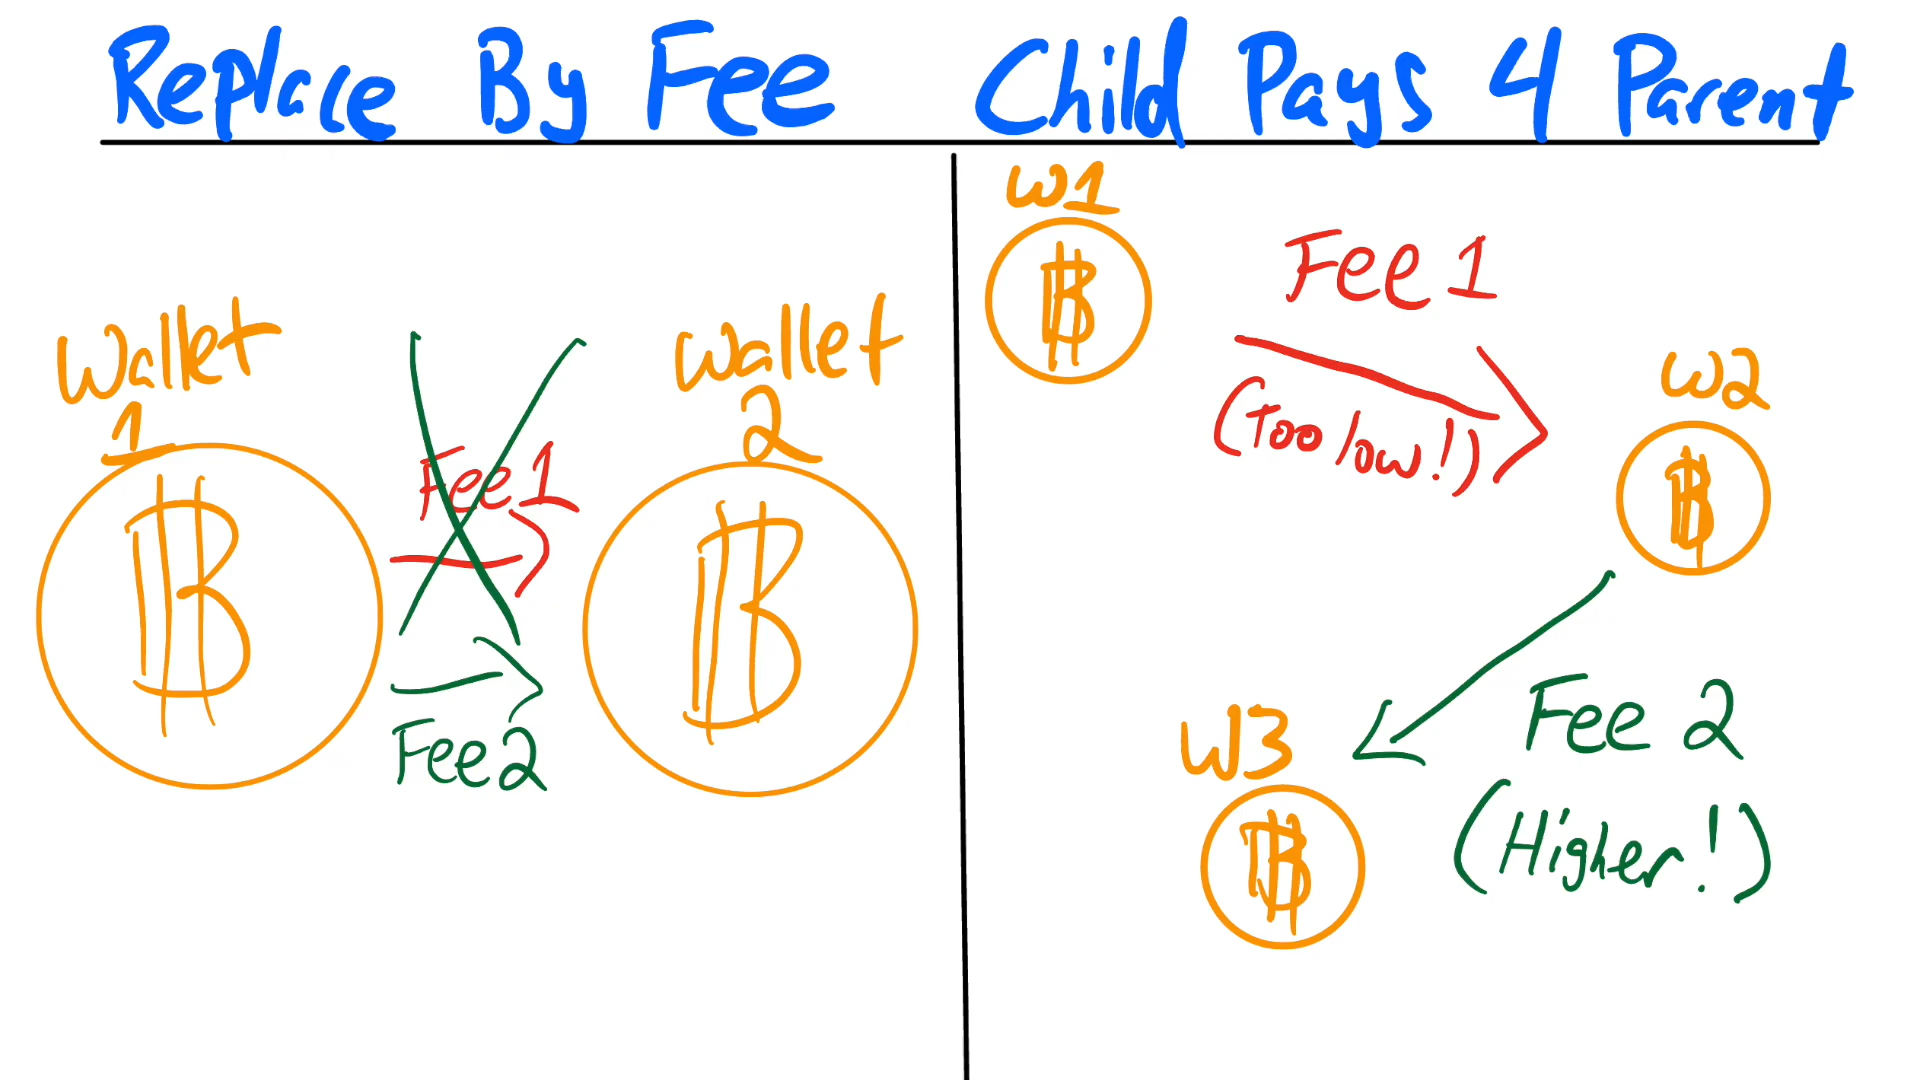 Replace By Fee
Wallet
1
Fee 1
Fee 2
Wallet
2
Child Pays 4 Parent
W1
₿
Fee 1
(Too low!)
W2
₿
Fee 2
(Higher!)
W3
₿
₿
₿